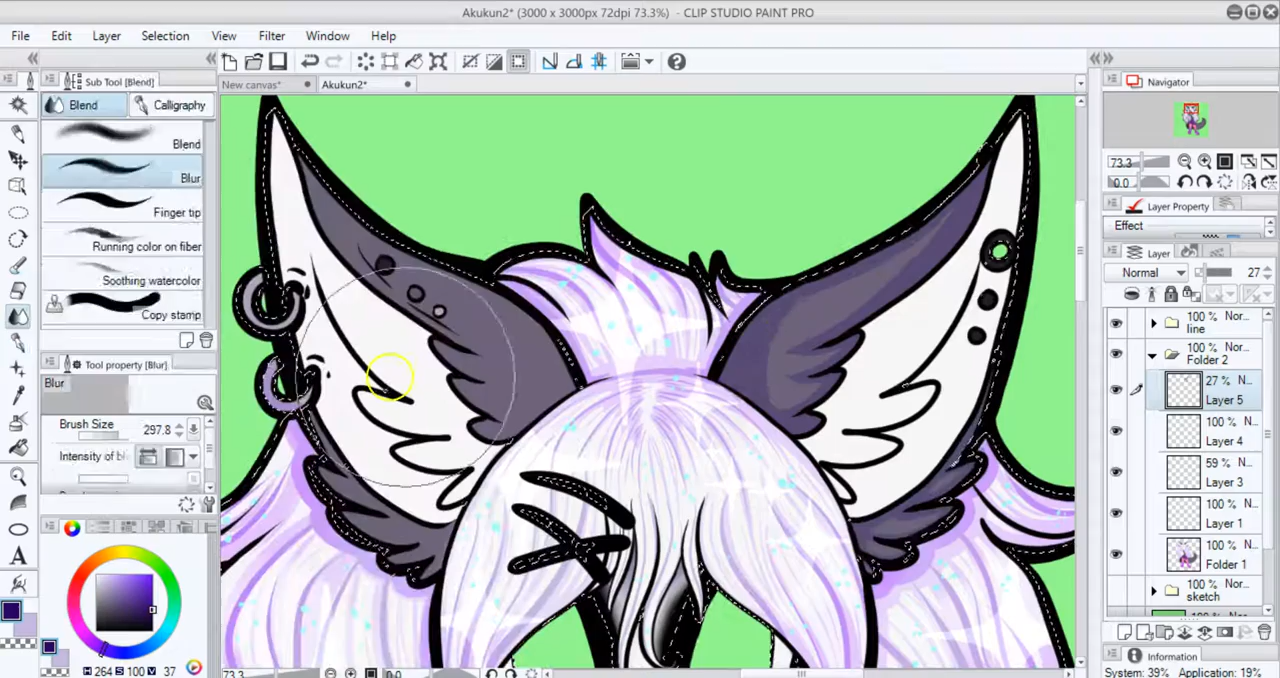 Akukun2* (3000 x 3000px 72dpi 73.3%) - CLIP STUDIO PAINT PRO
File Edit Layer Selection View Filter Window Help
Sub Tool [Blend]
New canvas* Akukun2*
Navigator
Blend Calligraphy
Blend
Blur
Finger tip
Running color on fiber
Soothing watercolor
Copy stamp
73.3
0.0
Layer Property
Effect
Layer
Normal 27
100 % Nor...
line
100 % Nor...
Folder 2
27 % N...
Layer 5
100 % N...
Layer 4
59 % N...
Layer 3
100 % N...
Layer 1
100 % N...
Folder 1
100 % Nor...
sketch
Tool property [Blur]
Blur
Brush Size 297.8
Intensity of bl
H 264 S 100 V 37
73.3 0.0
Information
System: 39% Application: 19%